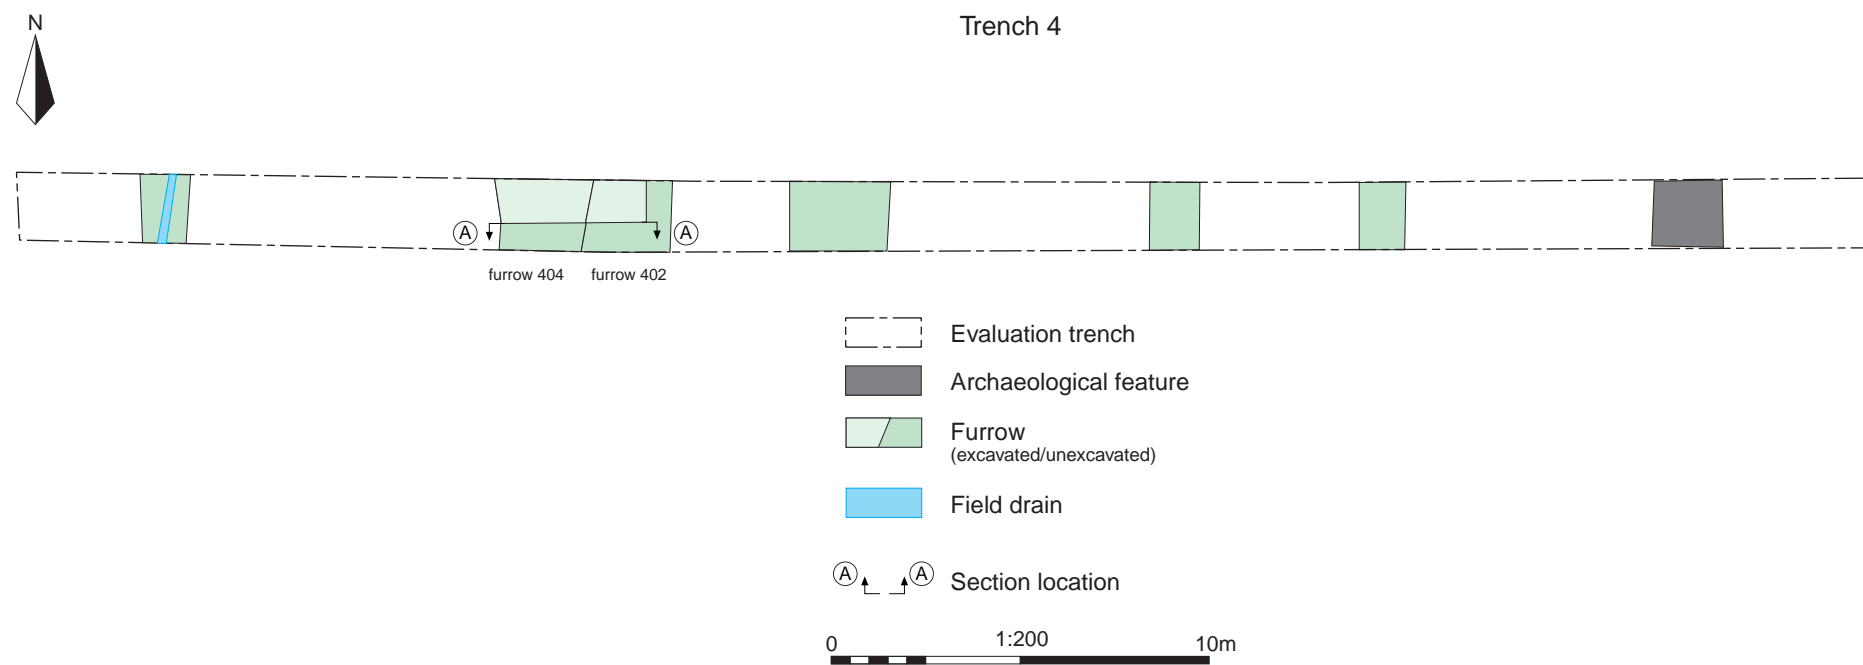 Trench 4
N
A
A
furrow 404
furrow 402
Evaluation trench
Archaeological feature
Furrow
(excavated/unexcavated)
Field drain
A
A
Section location
0
1:200
10m